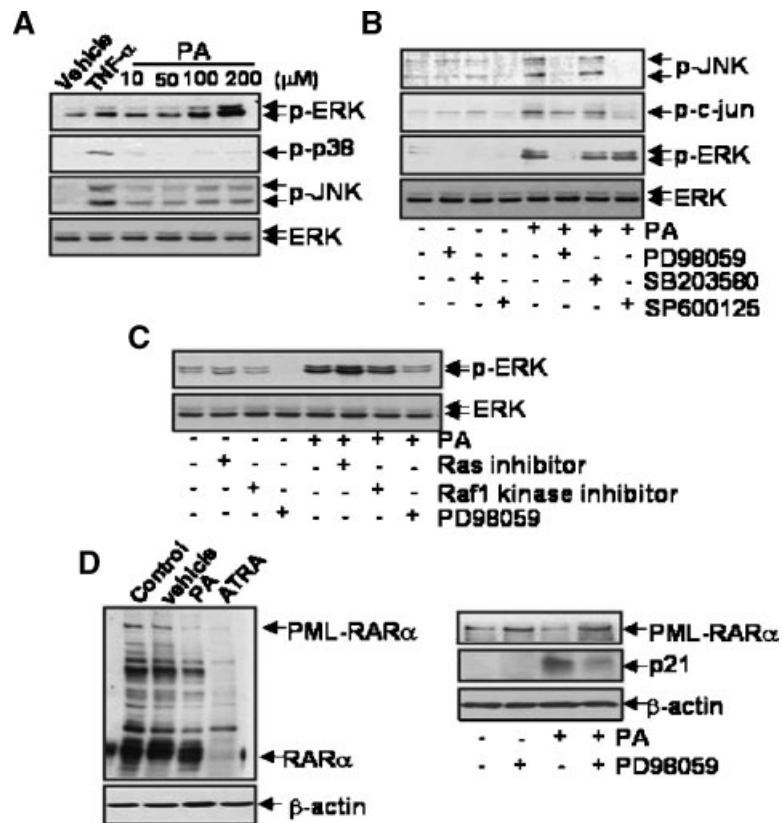 A
Vehicle TNF-α PA
10 50 100 200 (μM)
p-ERK
p-p38
p-JNK
ERK
B
p-JNK
p-c-jun
p-ERK
ERK
- - - - + + + + PA
- + - - - + - - PD98059
- - + - - - + - SB203580
- - - + - - - + SP600125
C
p-ERK
ERK
- - - - + + + + PA
- + - - - + - - Ras inhibitor
- - + - - - + - Raf1 kinase inhibitor
- - - + - - - + PD98059
D
Control vehicle PA ATRA
PML-RARα
RARα
β-actin
PML-RARα
p21
β-actin
- - + + PA
- + - + PD98059